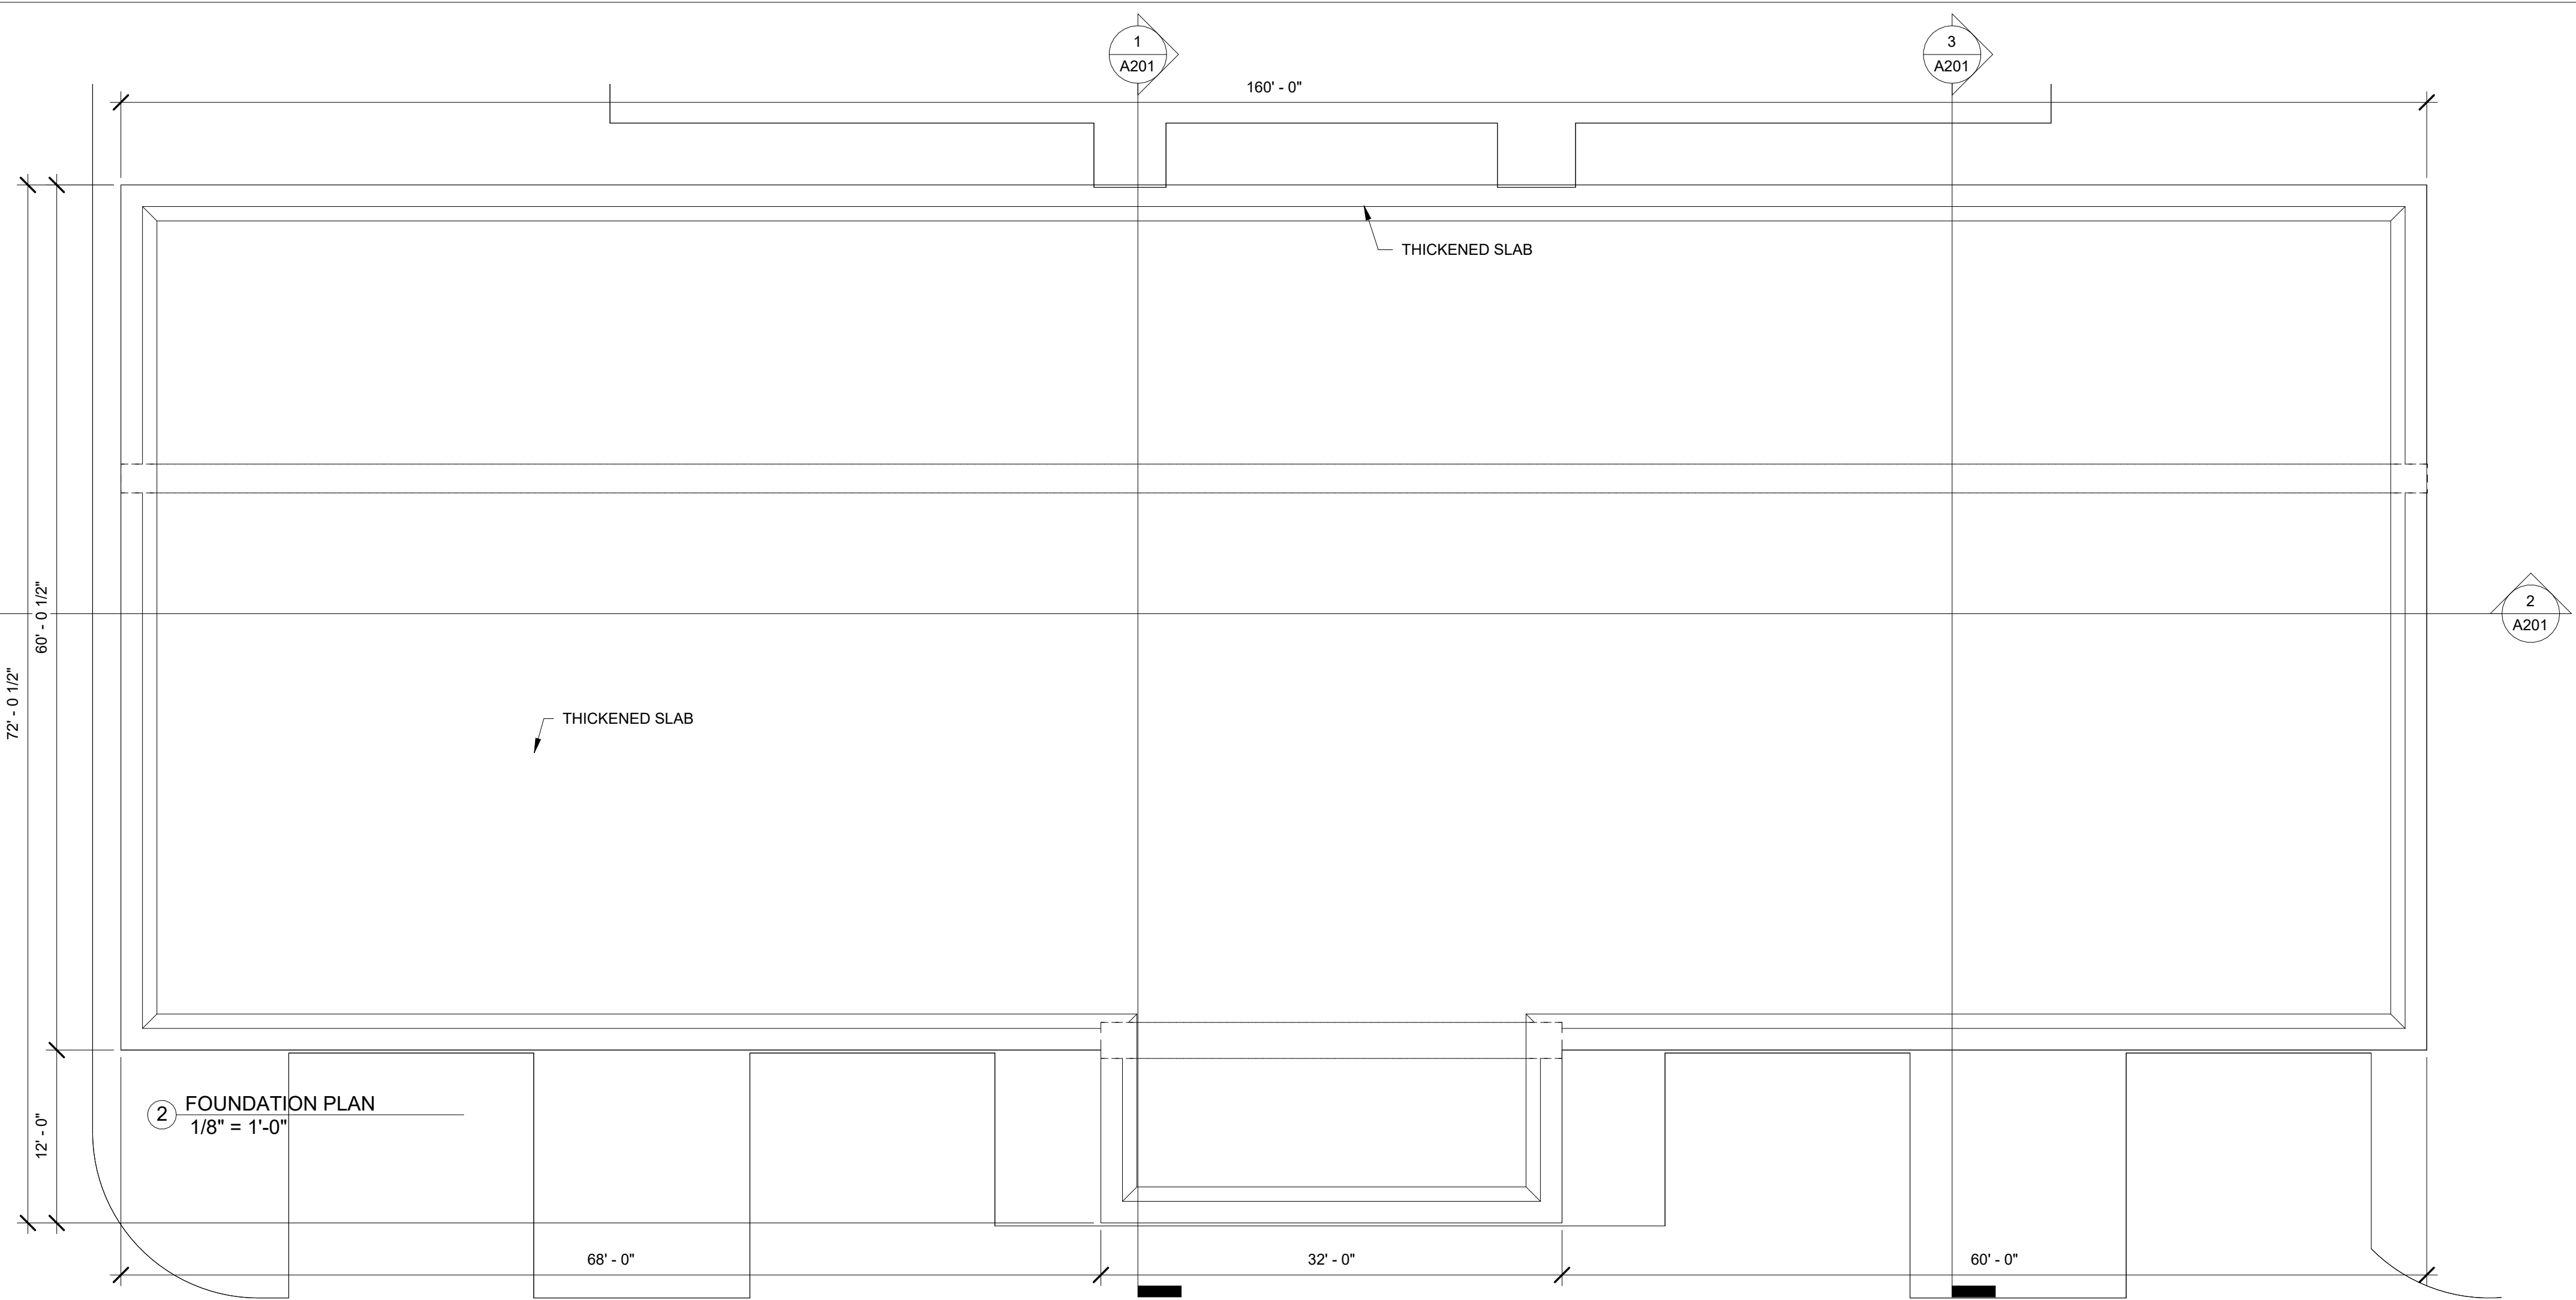 1
A201
3
A201
160' - 0"
THICKENED SLAB
60' - 0 1/2"
72' - 0 1/2"
2
A201
THICKENED SLAB
2
FOUNDATION PLAN
1/8" = 1'-0"
12' - 0"
68' - 0"
32' - 0"
60' - 0"